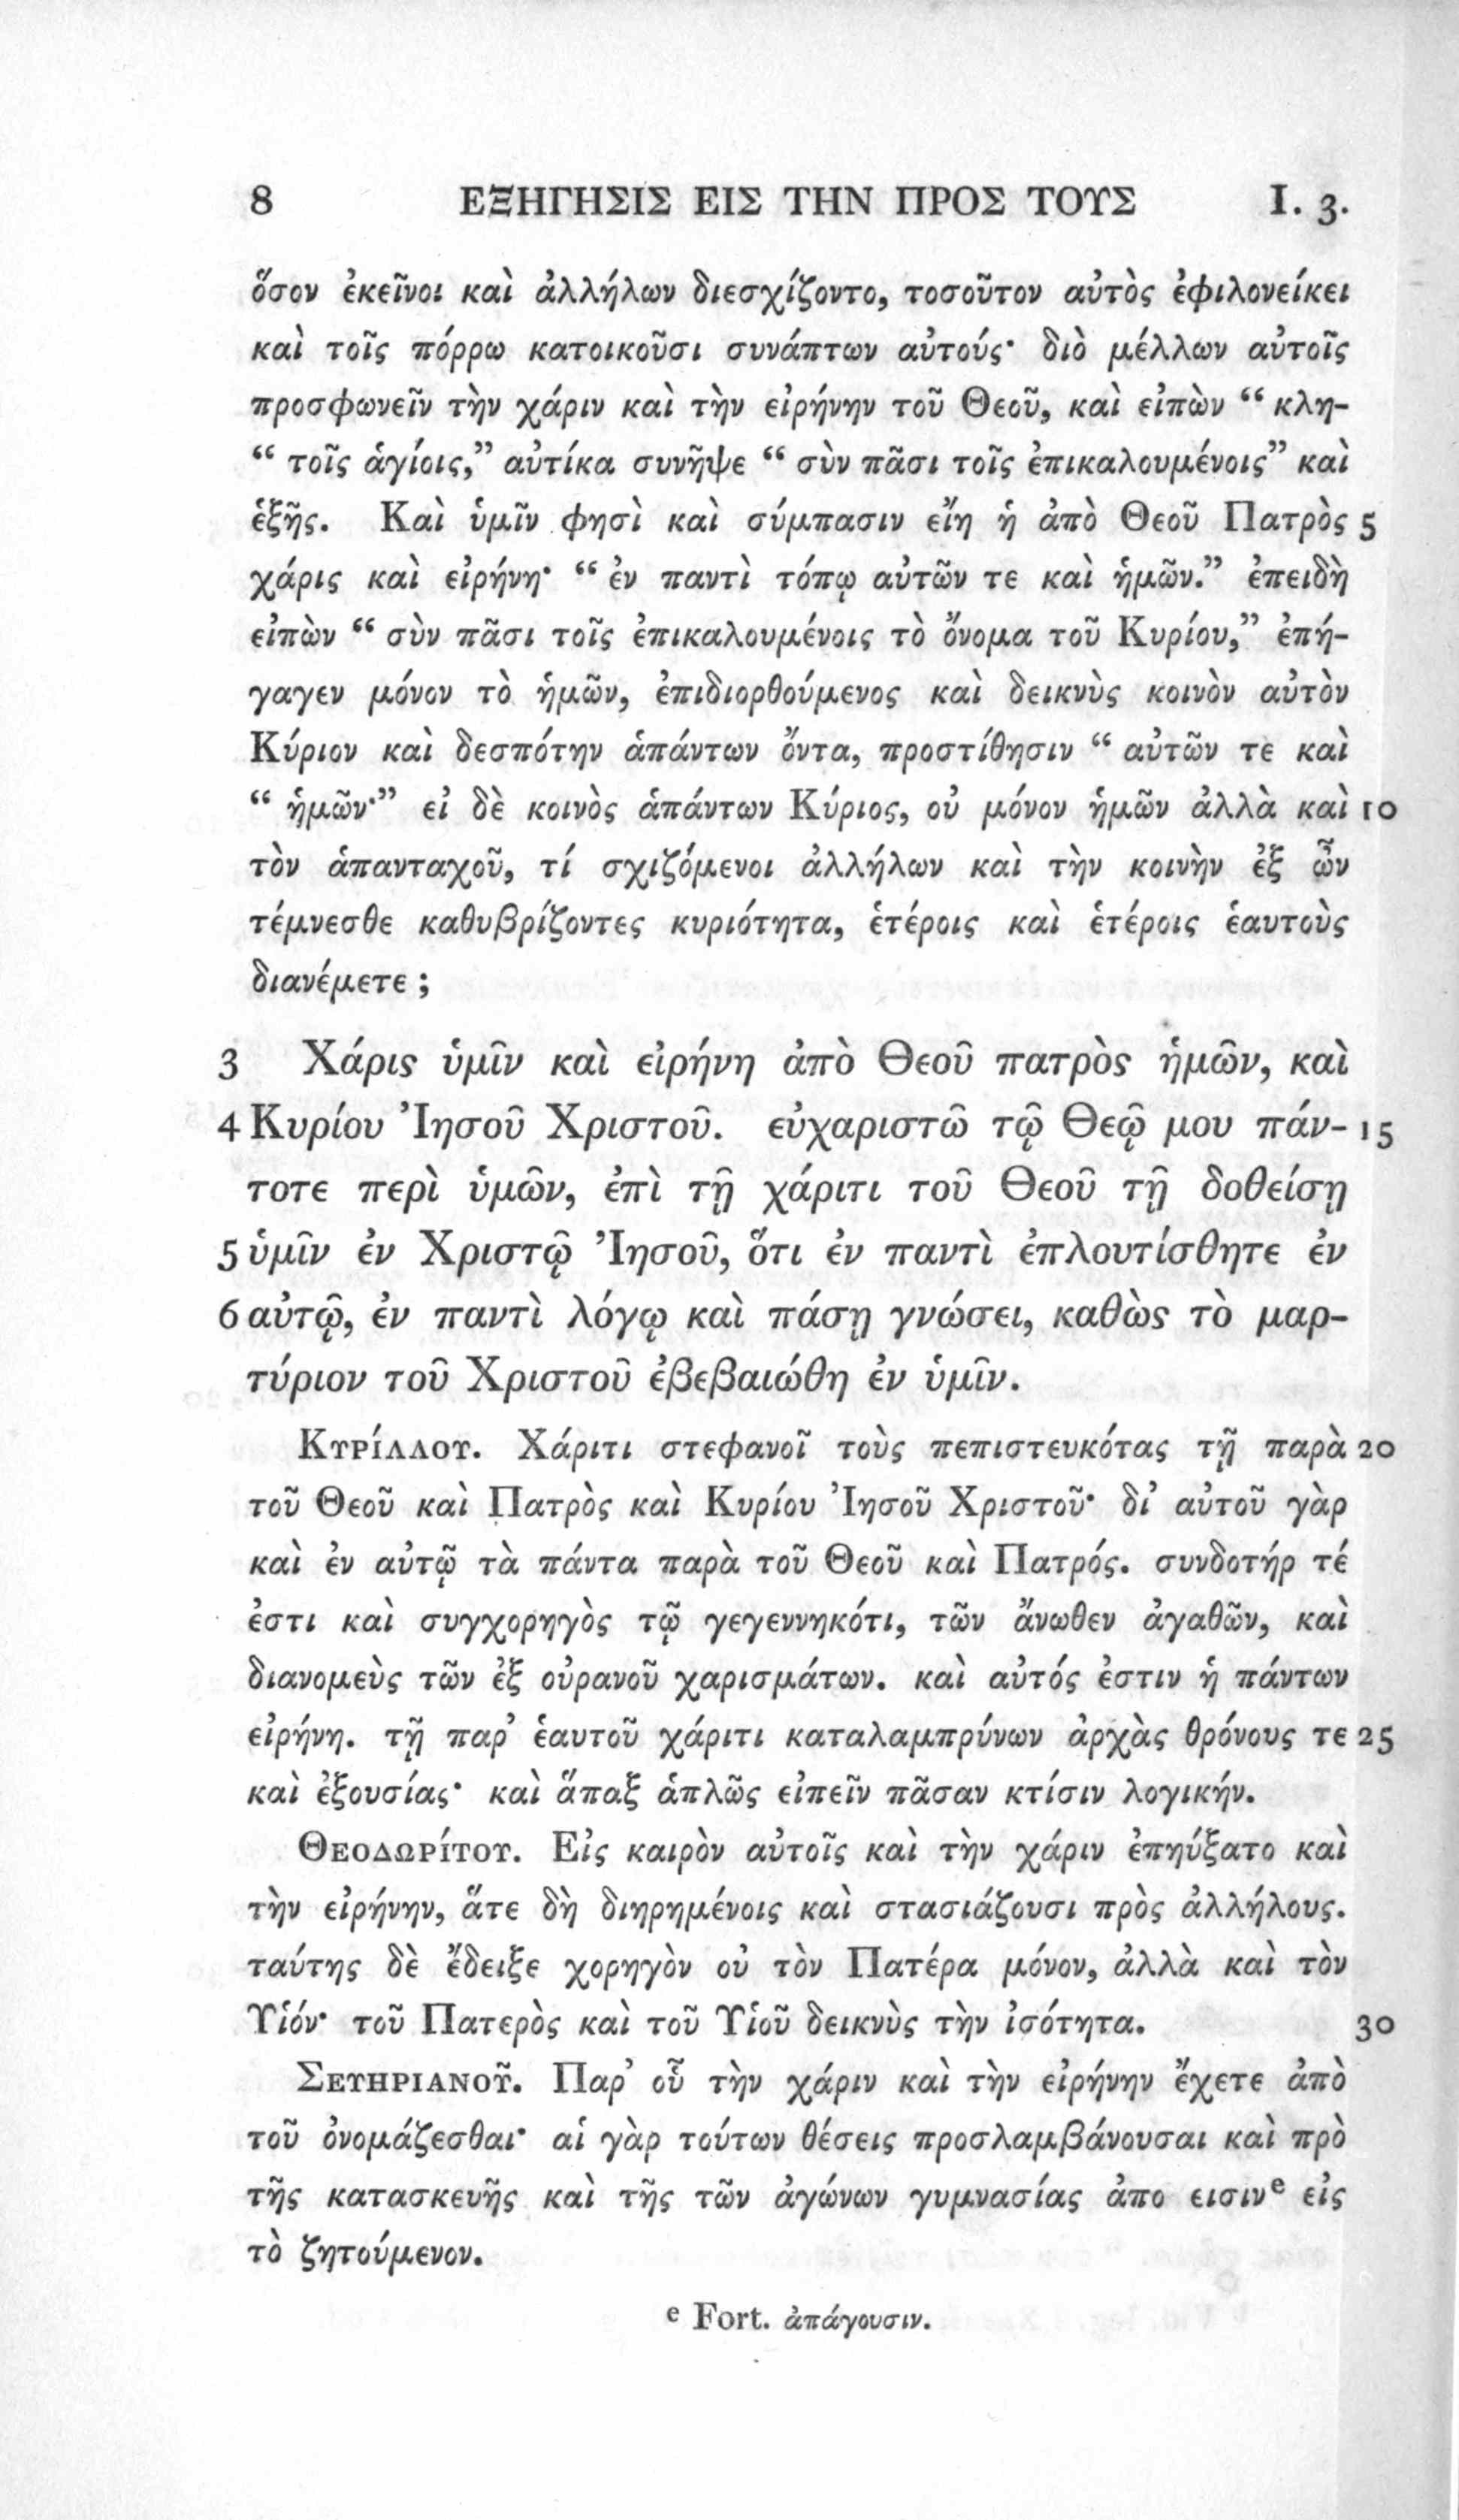 8 ΕΞΗΓΗΣΙΣ ΕΙΣ ΤΗΝ ΠΡΟΣ ΤΟΥΣ I. 3.
ὅσον ἐκεῖνοι καὶ ἀλλήλων διεσχίζοντο, τοσοῦτον αὐτὸς ἐφιλονείκει
καὶ τοῖς πόρρω κατοικοῦσι συνάπτων αὐτούς· διὸ μέλλων αὐτοῖς
προσφωνεῖν τὴν χάριν καὶ τὴν εἰρήνην τοῦ Θεοῦ, καὶ εἰπὼν “ κλη-
“ τοῖς ἁγίοις,” αὐτίκα συνῆψε “ σὺν πᾶσι τοῖς ἐπικαλουμένοις” καὶ
ἑξῆς. Καὶ ὑμῖν φησὶ καὶ σύμπασιν εἴη ἡ ἀπὸ Θεοῦ Πατρὸς 5
χάρις καὶ εἰρήνη· “ ἐν παντὶ τόπῳ αὐτῶν τε καὶ ἡμῶν.” ἐπειδὴ
εἰπὼν “ σὺν πᾶσι τοῖς ἐπικαλουμένοις τὸ ὄνομα τοῦ Κυρίου,” ἐπή-
γαγεν μόνον τὸ ἡμῶν, ἐπιδιορθούμενος καὶ δεικνὺς κοινὸν αὐτὸν
Κύριον καὶ δεσπότην ἁπάντων ὄντα, προστίθησιν “ αὐτῶν τε καὶ
“ ἡμῶν·” εἰ δὲ κοινὸς ἁπάντων Κύριος, οὐ μόνον ἡμῶν ἀλλὰ καὶ 10
τὸν ἁπανταχοῦ, τί σχιζόμενοι ἀλλήλων καὶ τὴν κοινὴν ἐξ ὧν
τέμνεσθε καθυβρίζοντες κυριότητα, ἑτέροις καὶ ἑτέροις ἑαυτοὺς
διανέμετε ;
3 Χάρις ὑμῖν καὶ εἰρήνη ἀπὸ Θεοῦ πατρὸς ἡμῶν, καὶ
4 Κυρίου Ἰησοῦ Χριστοῦ. εὐχαριστῶ τῷ Θεῷ μου πάν- 15
τοτε περὶ ὑμῶν, ἐπὶ τῇ χάριτι τοῦ Θεοῦ τῇ δοθείσῃ
5 ὑμῖν ἐν Χριστῷ Ἰησοῦ, ὅτι ἐν παντὶ ἐπλουτίσθητε ἐν
6 αὐτῷ, ἐν παντὶ λόγῳ καὶ πάσῃ γνώσει, καθὼς τὸ μαρ-
τύριον τοῦ Χριστοῦ ἐβεβαιώθη ἐν ὑμῖν.
Κυρίλλου. Χάριτι στεφανοῖ τοὺς πεπιστευκότας τῇ παρὰ 20
τοῦ Θεοῦ καὶ Πατρὸς καὶ Κυρίου Ἰησοῦ Χριστοῦ· δι’ αὐτοῦ γὰρ
καὶ ἐν αὐτῷ τὰ πάντα παρὰ τοῦ Θεοῦ καὶ Πατρός. συνδοτήρ τέ
ἐστι καὶ συγχορηγὸς τῷ γεγεννηκότι, τῶν ἄνωθεν ἀγαθῶν, καὶ
διανομεὺς τῶν ἐξ οὐρανοῦ χαρισμάτων. καὶ αὐτός ἐστιν ἡ πάντων
εἰρήνη. τῇ παρ’ ἑαυτοῦ χάριτι καταλαμπρύνων ἀρχὰς θρόνους τε 25
καὶ ἐξουσίας· καὶ ἅπαξ ἁπλῶς εἰπεῖν πᾶσαν κτίσιν λογικήν.
Θεοδωρίτου. Εἰς καιρὸν αὐτοῖς καὶ τὴν χάριν ἐπηύξατο καὶ
τὴν εἰρήνην, ἅτε δὴ διηρημένοις καὶ στασιάζουσι πρὸς ἀλλήλους.
ταύτης δὲ ἔδειξε χορηγὸν οὐ τὸν Πατέρα μόνον, ἀλλὰ καὶ τὸν
Υἱόν· τοῦ Πατερὸς καὶ τοῦ Υἱοῦ δεικνὺς τὴν ἰσότητα. 30
Σευηριανοῦ. Παρ’ οὗ τὴν χάριν καὶ τὴν εἰρήνην ἔχετε ἀπὸ
τοῦ ὀνομάζεσθαι· αἱ γὰρ τούτων θέσεις προσλαμβάνουσαι καὶ πρὸ
τῆς κατασκευῆς καὶ τῆς τῶν ἀγώνων γυμνασίας ἀπο εισιν<sup>e</sup> εἰς
τὸ ζητούμενον.
<sup>e</sup> Fort. ἀπάγουσιν.